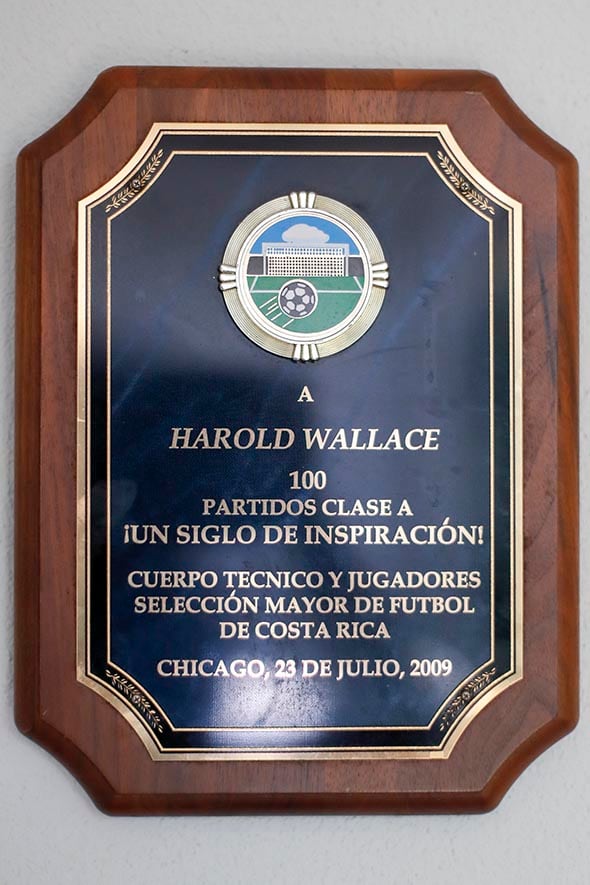 A
HAROLD WALLACE
100
PARTIDOS CLASE A
¡UN SIGLO DE INSPIRACIÓN!
CUERPO TECNICO Y JUGADORES
SELECCIÓN MAYOR DE FUTBOL
DE COSTA RICA
CHICAGO, 23 DE JULIO, 2009